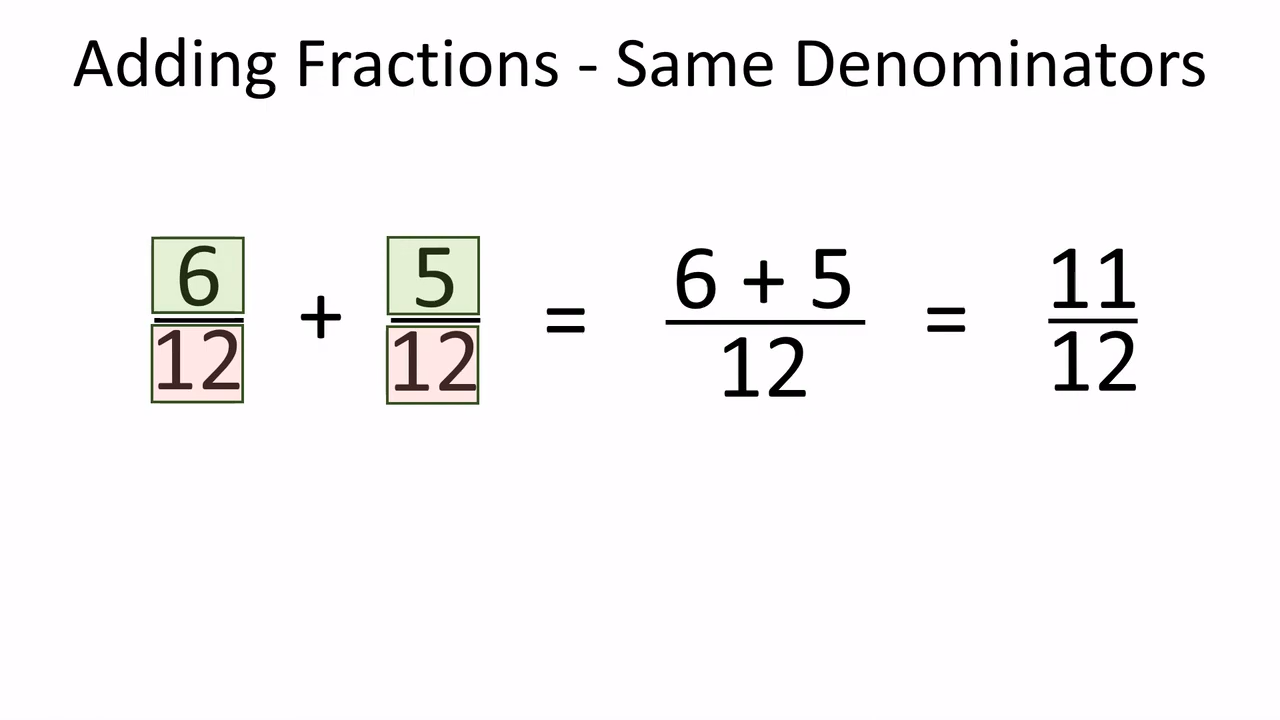 Adding Fractions - Same Denominators
6/12 + 5/12 = 6 + 5/12 = 11/12